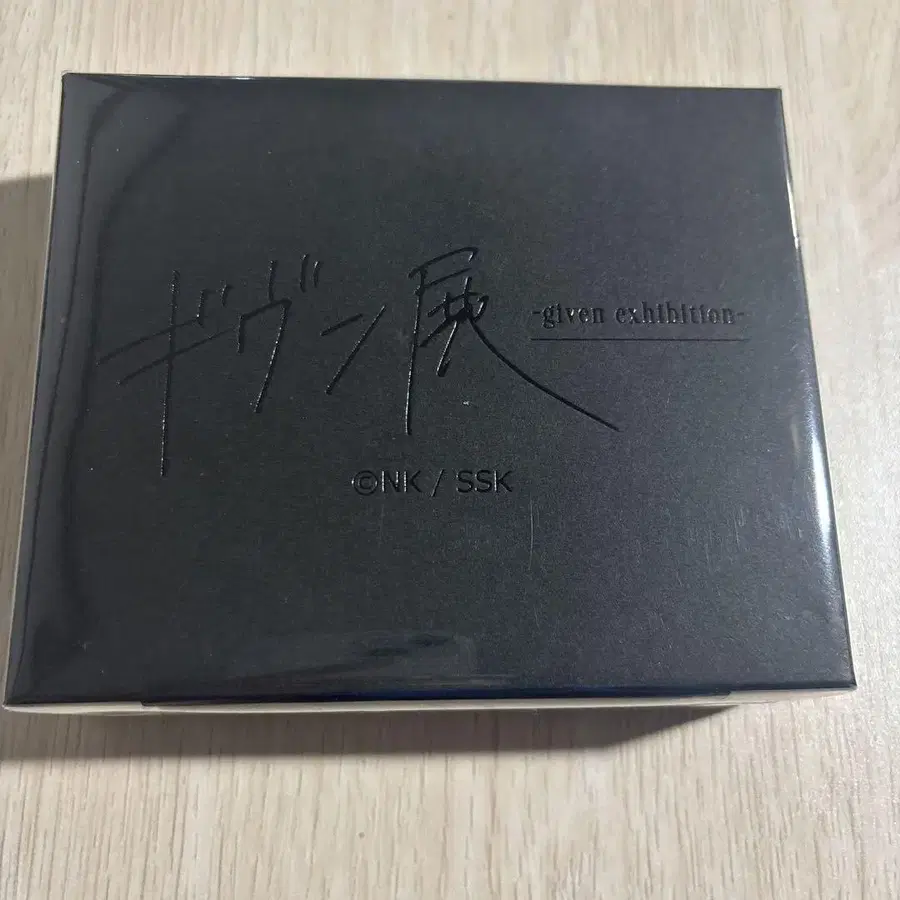 ギヴン展 -given exhibition-
©NK / SSK